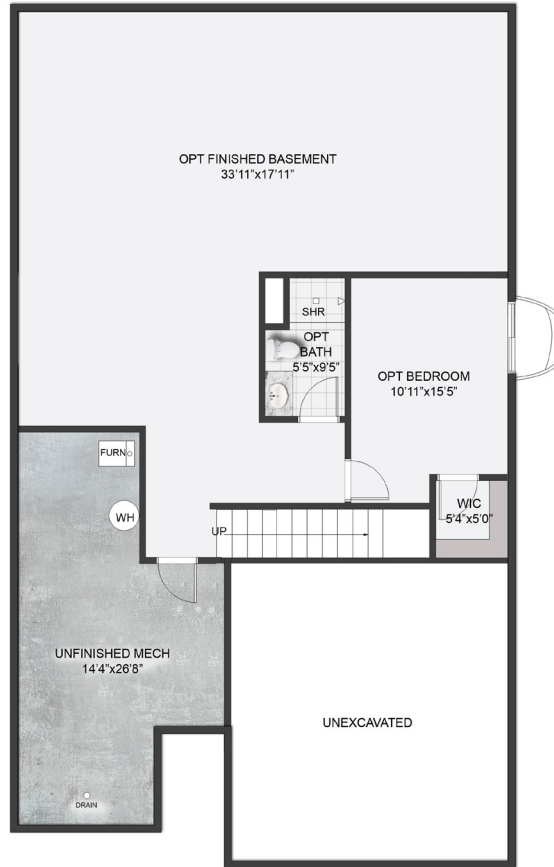 OPT FINISHED BASEMENT
33'11"x17'11"
SHR
OPT
BATH
5'5"x9'5"
OPT BEDROOM
10'11"x15'5"
FURN
WH
UP
WIC
5'4"x5'0"
UNFINISHED MECH
14'4"x26'8"
UNEXCAVATED
DRAIN